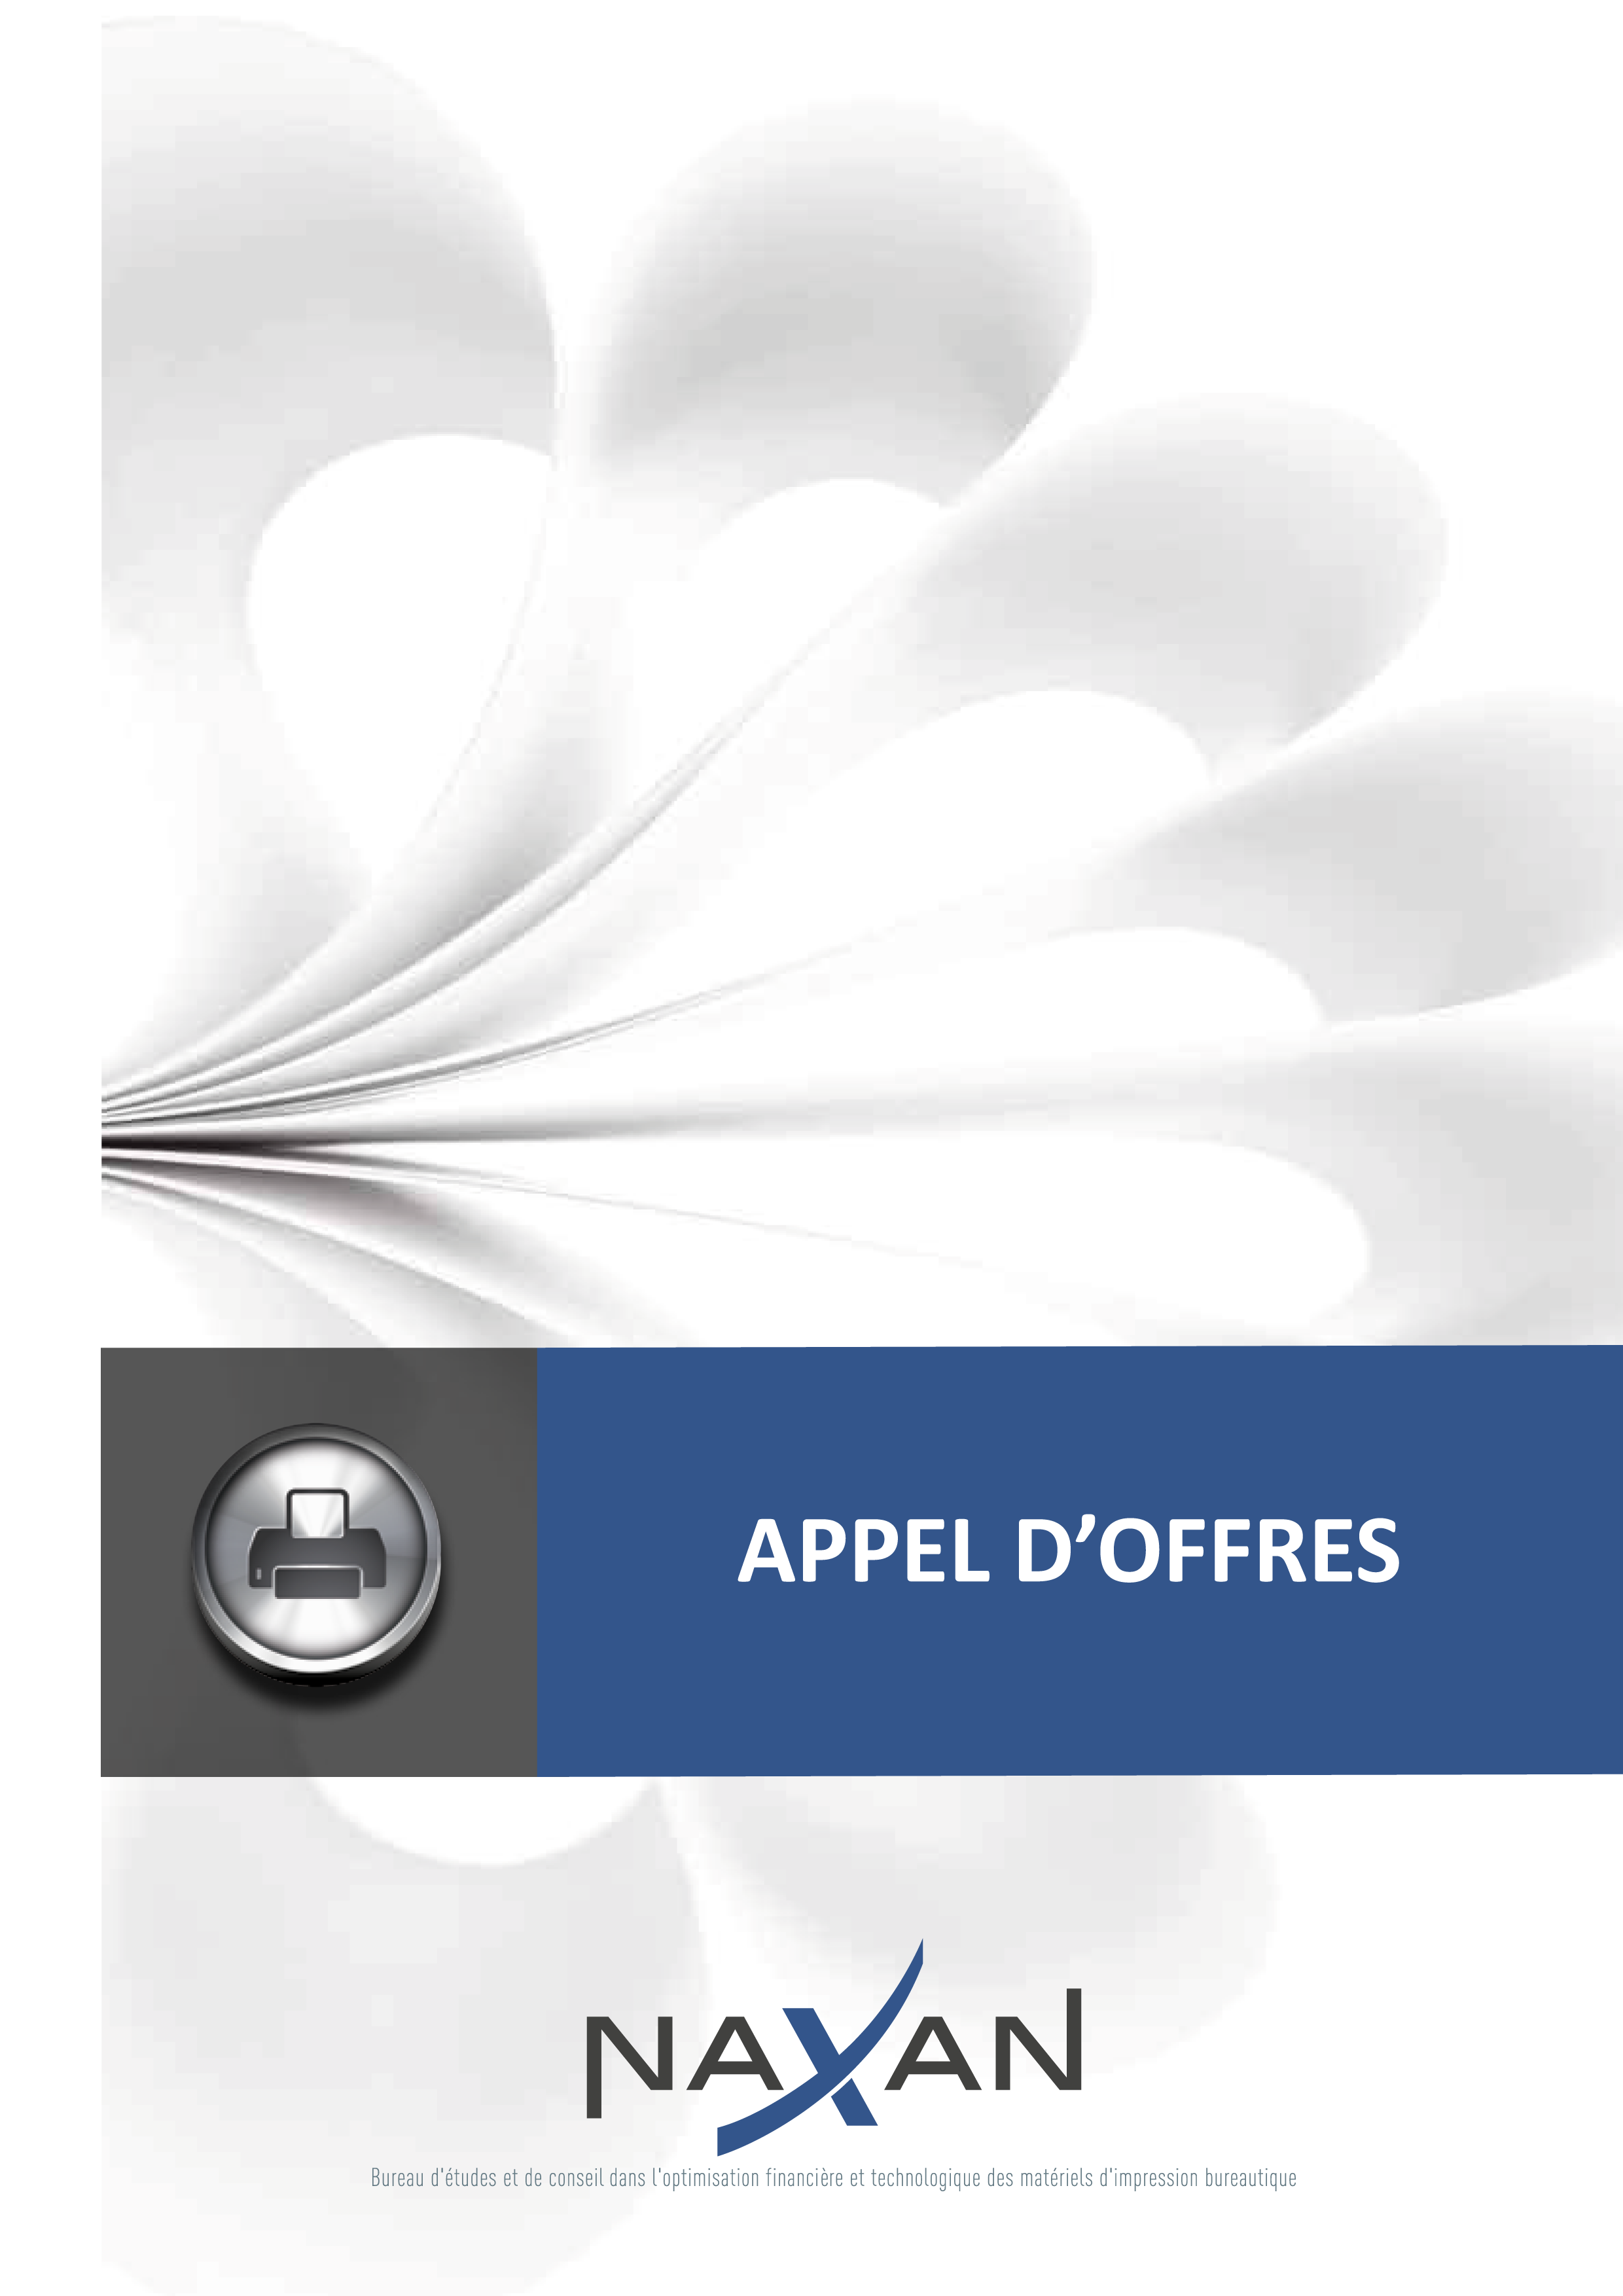 APPEL D’OFFRES
NAXAN
Bureau d'études et de conseil dans l'optimisation financière et technologique des matériels d'impression bureautique